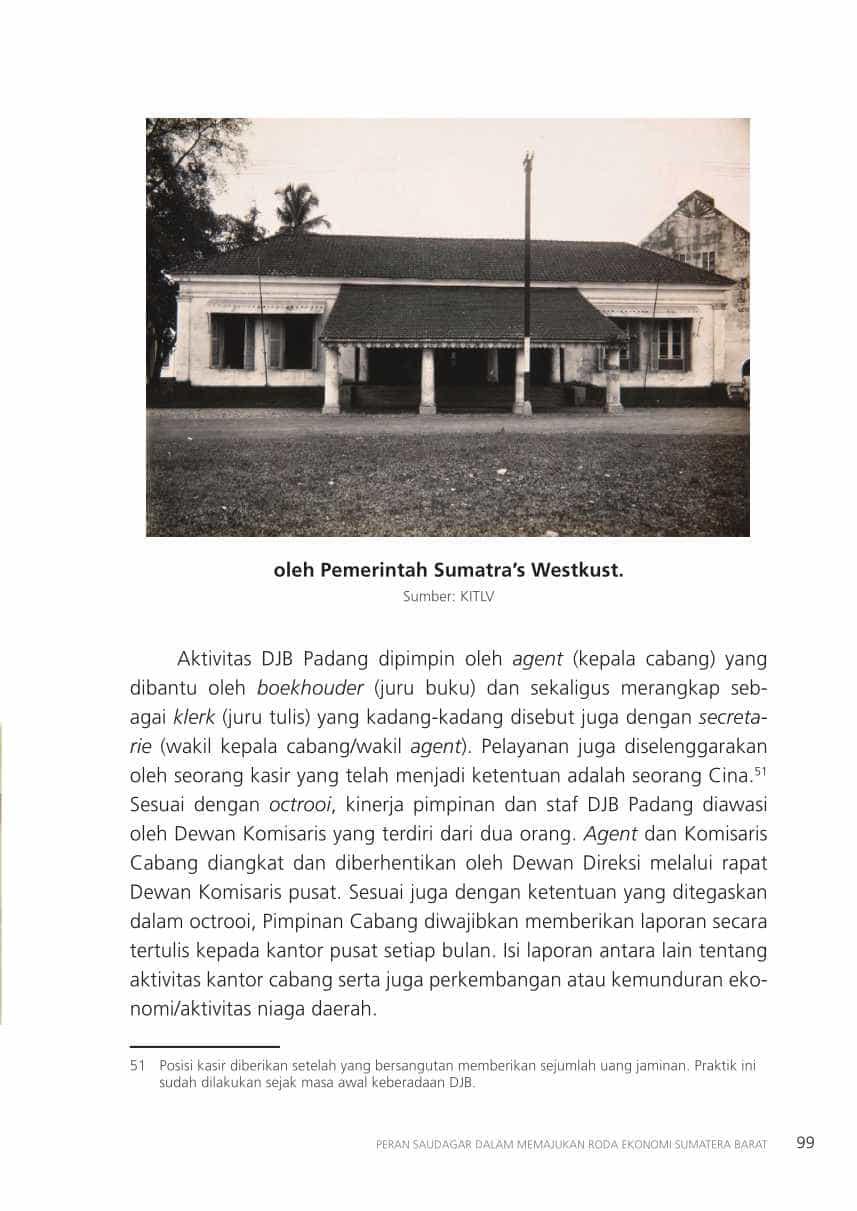 oleh Pemerintah Sumatra’s Westkust.
Sumber: KITLV
Aktivitas DJB Padang dipimpin oleh agent (kepala cabang) yang
dibantu oleh boekhouder (juru buku) dan sekaligus merangkap seb-
agai klerk (juru tulis) yang kadang-kadang disebut juga dengan secreta-
rie (wakil kepala cabang/wakil agent). Pelayanan juga diselenggarakan
oleh seorang kasir yang telah menjadi ketentuan adalah seorang Cina.51
Sesuai dengan octrooi, kinerja pimpinan dan staf DJB Padang diawasi
oleh Dewan Komisaris yang terdiri dari dua orang. Agent dan Komisaris
Cabang diangkat dan diberhentikan oleh Dewan Direksi melalui rapat
Dewan Komisaris pusat. Sesuai juga dengan ketentuan yang ditegaskan
dalam octrooi, Pimpinan Cabang diwajibkan memberikan laporan secara
tertulis kepada kantor pusat setiap bulan. Isi laporan antara lain tentang
aktivitas kantor cabang serta juga perkembangan atau kemunduran eko-
nomi/aktivitas niaga daerah.
51 Posisi kasir diberikan setelah yang bersangutan memberikan sejumlah uang jaminan. Praktik ini
sudah dilakukan sejak masa awal keberadaan DJB.
PERAN SAUDAGAR DALAM MEMAJUKAN RODA EKONOMI SUMATERA BARAT 99